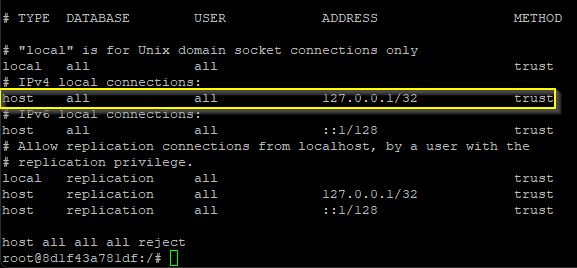 # TYPE  DATABASE        USER            ADDRESS                 METHOD

# "local" is for Unix domain socket connections only
local   all             all                                     trust
# IPv4 local connections:
host    all             all             127.0.0.1/32            trust
# IPv6 local connections:
host    all             all             ::1/128                 trust
# Allow replication connections from localhost, by a user with the
# replication privilege.
local   replication     all                                     trust
host    replication     all             127.0.0.1/32            trust
host    replication     all             ::1/128                 trust

host all all all reject
root@8d1f43a781df:/#